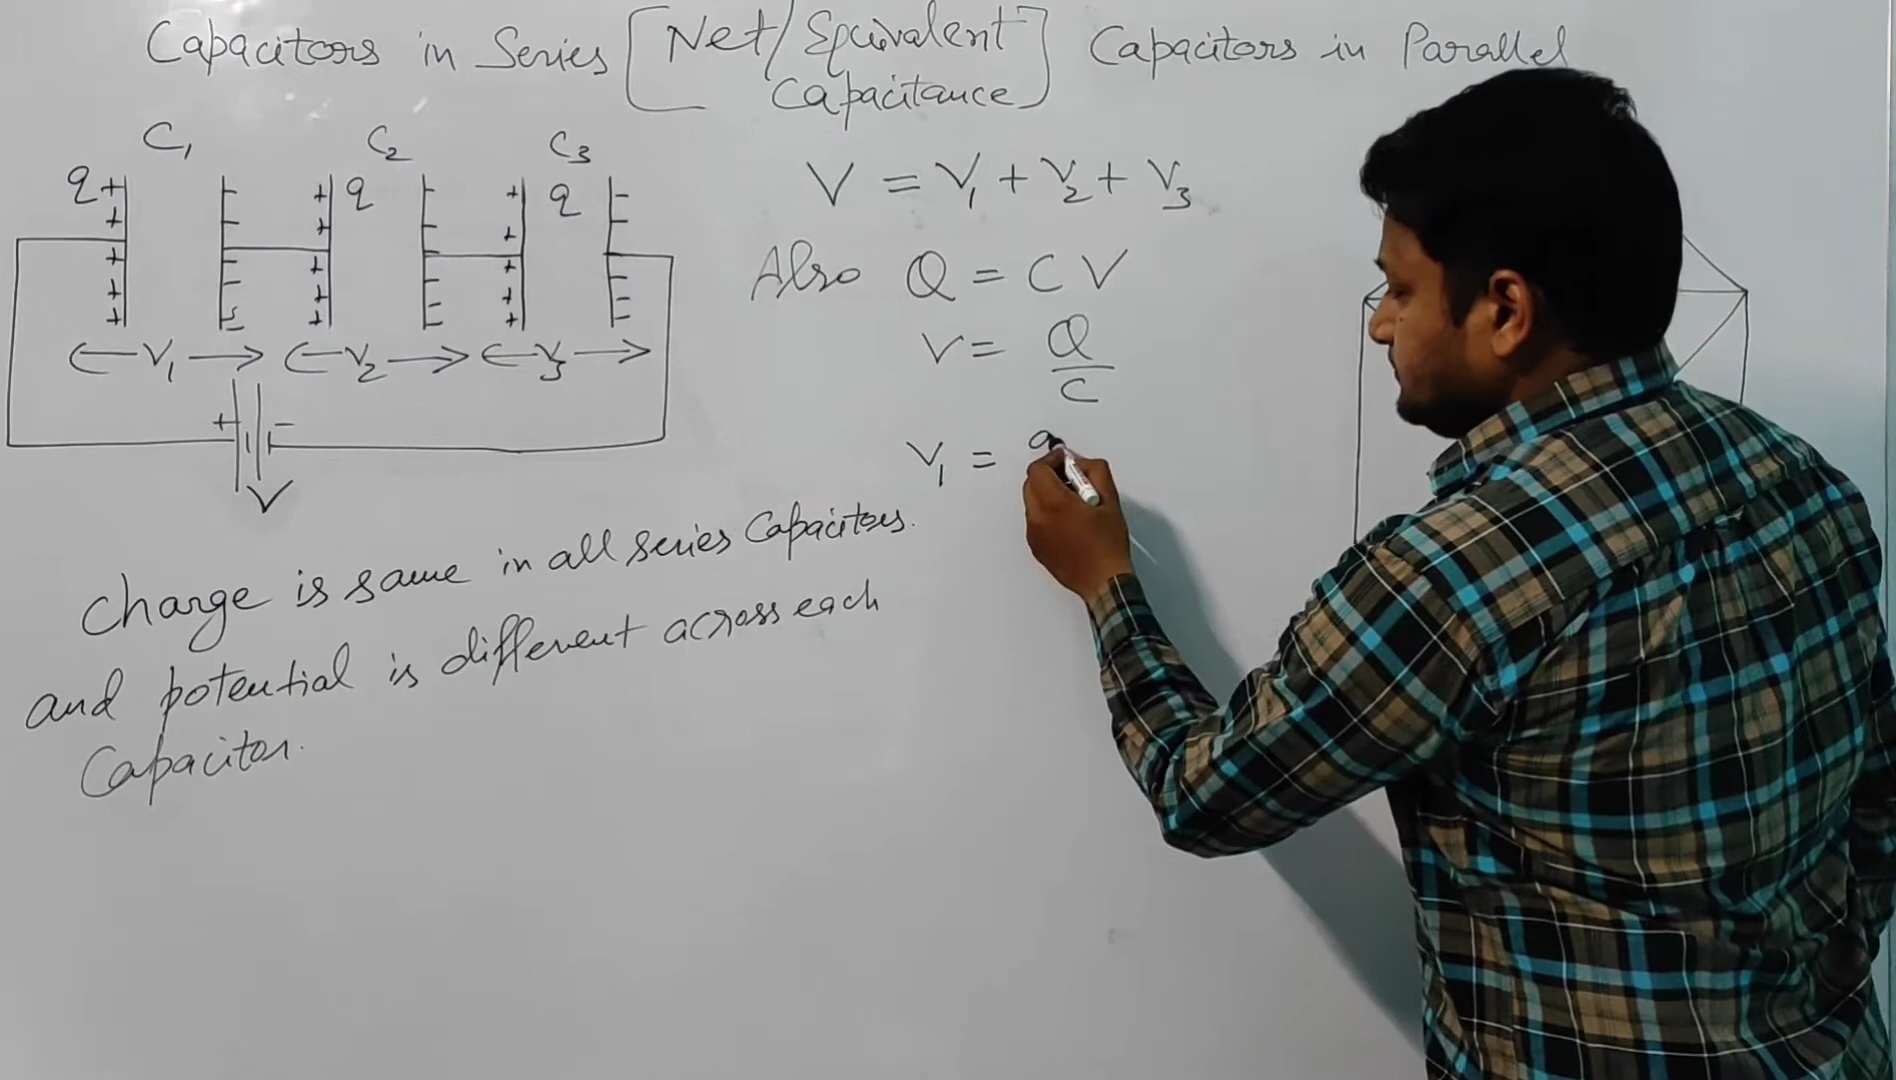 Capacitors in Series [Net/Equivalent Capacitance] Capacitors in Parallel
C₁ C₂ C₃
q + + q + q -
V₁ V₂ V₃
+ -
V
V = V₁ + V₂ + V₃
Also Q = C V
V = Q/C
V₁ =
Charge is same in all series Capacitors.
and potential is different across each
Capacitor.